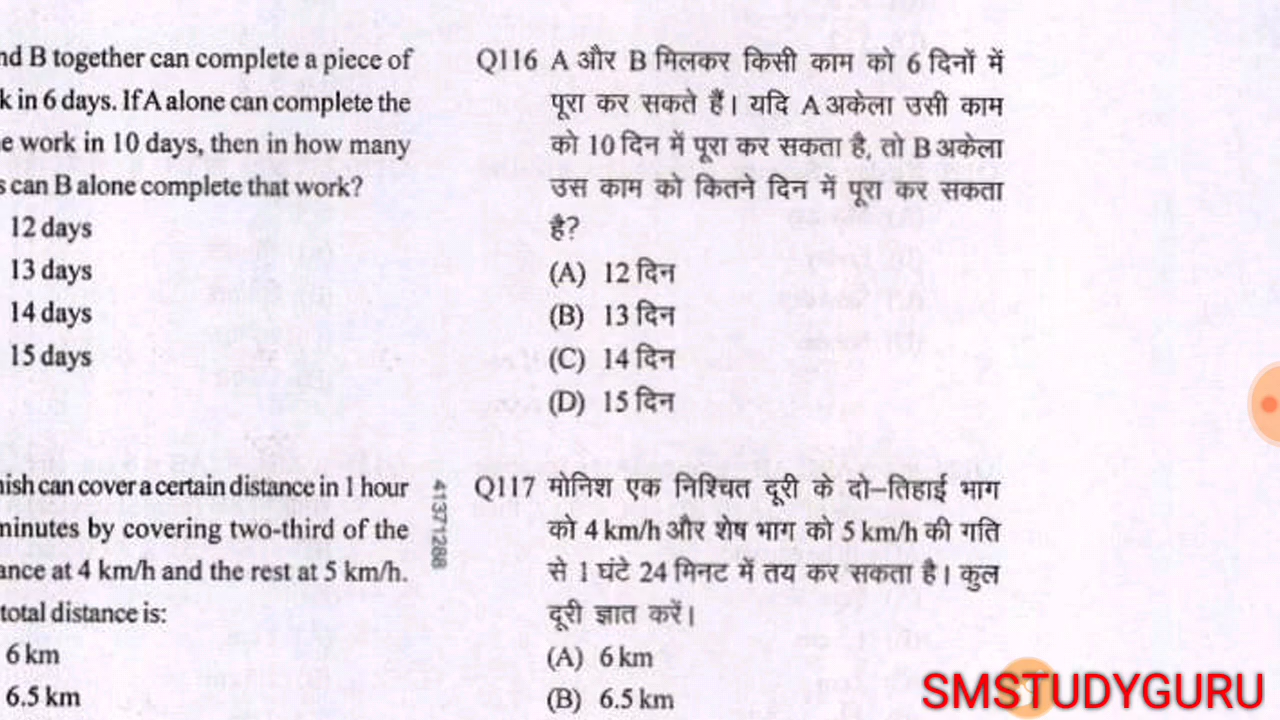 nd B together can complete a piece of
k in 6 days. If A alone can complete the
e work in 10 days, then in how many
s can B alone complete that work?
12 days
13 days
14 days
15 days
nish can cover a certain distance in 1 hour
minutes by covering two-third of the
ance at 4 km/h and the rest at 5 km/h.
total distance is:
6 km
6.5 km
41371288
Q116 A और B मिलकर किसी काम को 6 दिनों में
पूरा कर सकते हैं। यदि A अकेला उसी काम
को 10 दिन में पूरा कर सकता है, तो B अकेला
उस काम को कितने दिन में पूरा कर सकता
है?
(A) 12 दिन
(B) 13 दिन
(C) 14 दिन
(D) 15 दिन
Q117 मोनिश एक निश्चित दूरी के दो–तिहाई भाग
को 4 km/h और शेष भाग को 5 km/h की गति
से 1 घंटे 24 मिनट में तय कर सकता है। कुल
दूरी ज्ञात करें।
(A) 6 km
(B) 6.5 km
SMSTUDYGURU